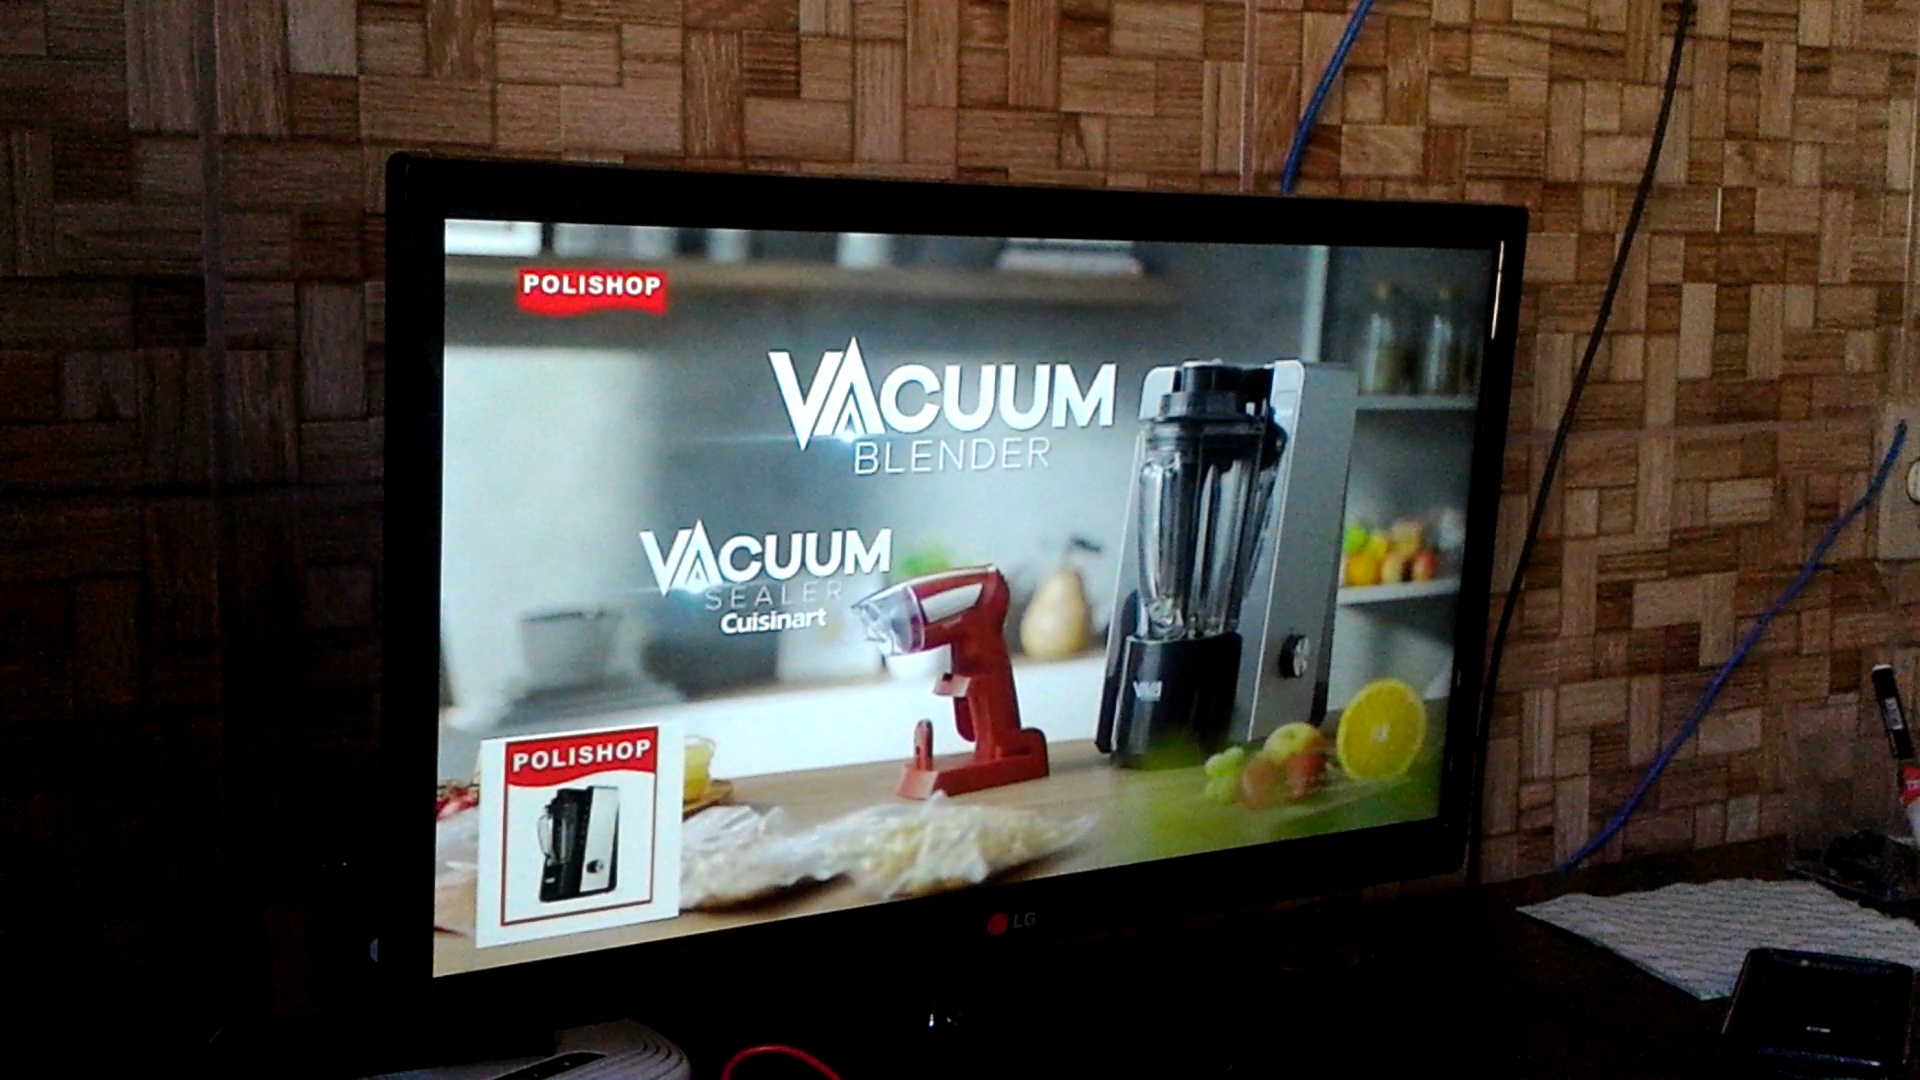 POLISHOP
VACUUM
BLENDER
VACUUM
SEALER
Cuisinart
POLISHOP
LG